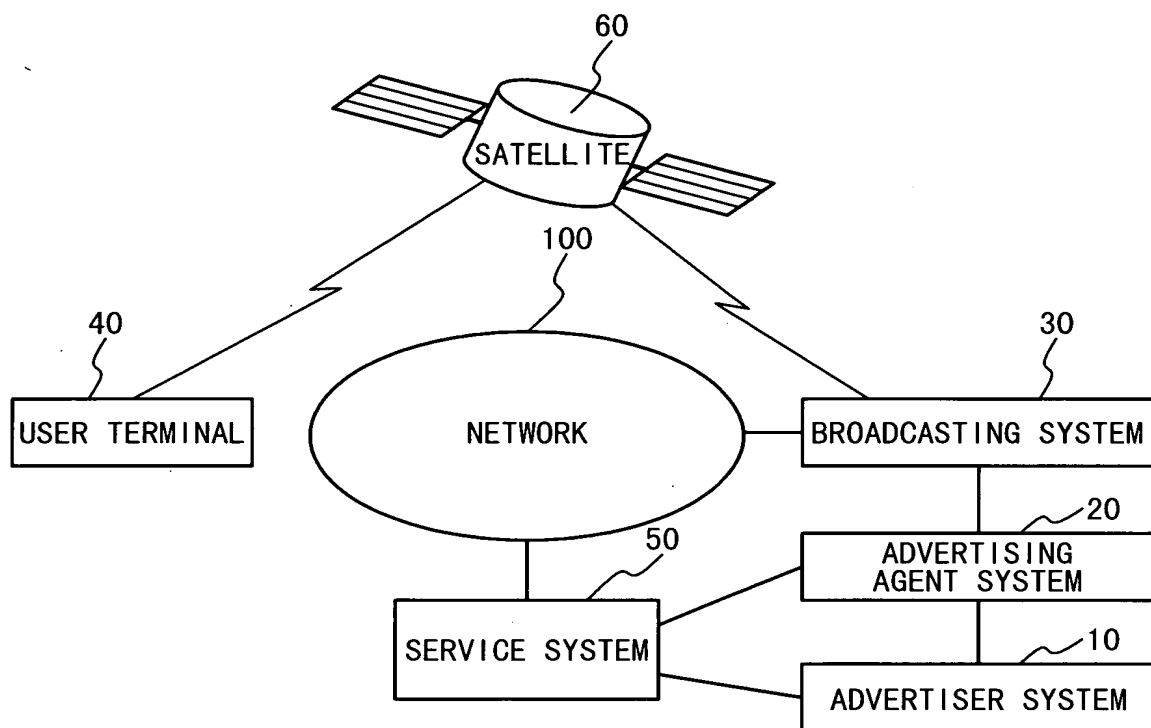 60
SATELLITE
100
40
30
USER TERMINAL
NETWORK
BROADCASTING SYSTEM
20
50
ADVERTISING
AGENT SYSTEM
SERVICE SYSTEM
10
ADVERTISER SYSTEM